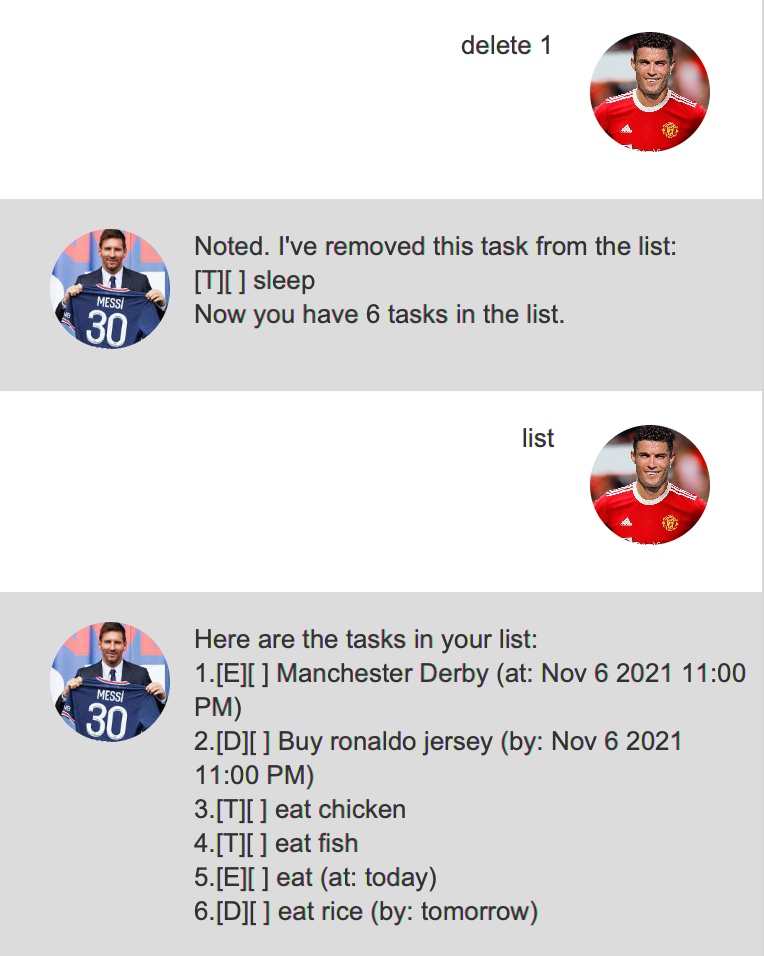 delete 1
Noted. I've removed this task from the list:
[T][ ] sleep
Now you have 6 tasks in the list.
MESSI
30
list
Here are the tasks in your list:
1.[E][ ] Manchester Derby (at: Nov 6 2021 11:00
PM)
2.[D][ ] Buy ronaldo jersey (by: Nov 6 2021
11:00 PM)
3.[T][ ] eat chicken
4.[T][ ] eat fish
5.[E][ ] eat (at: today)
6.[D][ ] eat rice (by: tomorrow)
MESSI
30